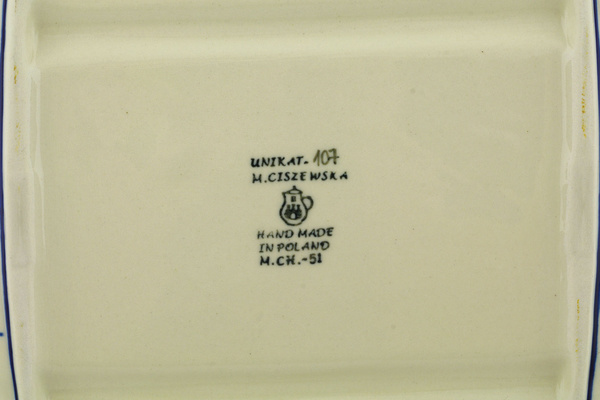 UNIKAT-107
M.CISZEWSKA
HAND MADE
IN POLAND
M.CH.-51